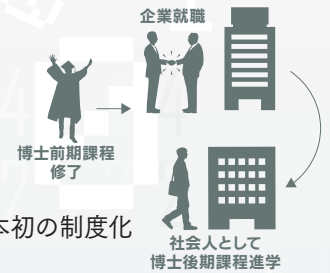 企業就職
博士前期課程
修了
本初の制度化
社会人として
博士後期課程進学